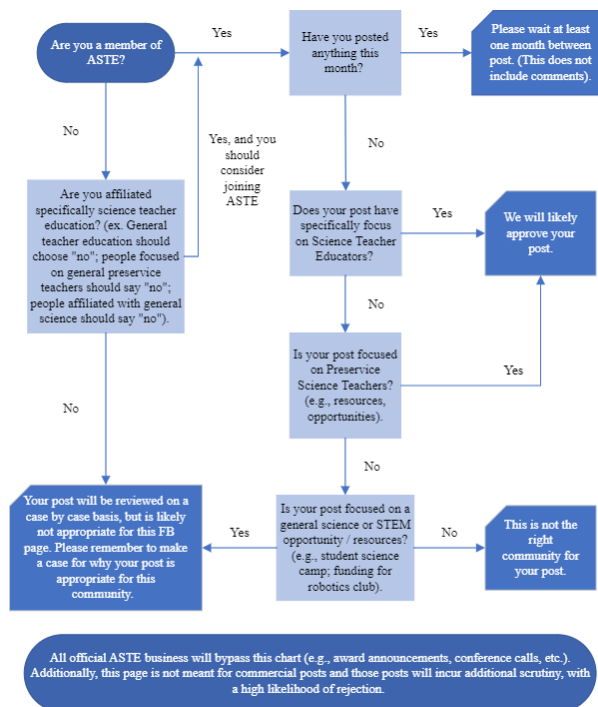 Are you a member of
ASTE?
Yes
Have you posted
anything this
month?
Yes
Please wait at least
one month between
post. (This does not
include comments).
No
Yes, and you
should
consider
joining
ASTE
No
Are you affiliated
specifically science teacher
education? (ex. General
teacher education should
choose "no"; people focused
on general preservice
teachers should say "no";
people affiliated with general
science should say "no").
Does your post have
specifically focus
on Science Teacher
Educators?
Yes
We will likely
approve your
post.
No
Is your post focused
on Preservice
Science Teachers?
(e.g., resources,
opportunities).
Yes
No
No
Your post will be reviewed on a
case by case basis, but is likely
not appropriate for this FB
page. Please remember to make
a case for why your post is
appropriate for this
community.
Yes
Is your post focused on a
general science or STEM
opportunity / resources?
(e.g., student science
camp; funding for
robotics club).
No
This is not the
right
community for
your post.
All official ASTE business will bypass this chart (e.g., award announcements, conference calls, etc.).
Additionally, this page is not meant for commercial posts and those posts will incur additional scrutiny, with
a high likelihood of rejection.